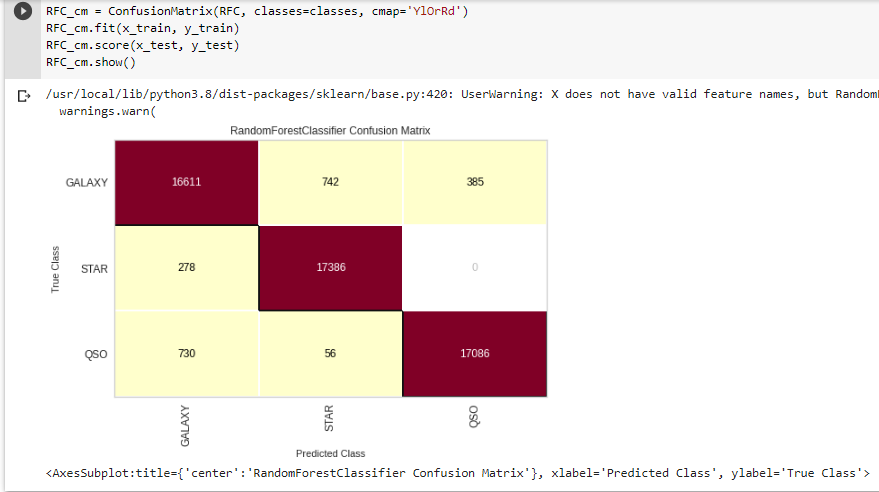 RFC_cm = ConfusionMatrix(RFC, classes=classes, cmap='YlOrRd')
RFC_cm.fit(x_train, y_train)
RFC_cm.score(x_test, y_test)
RFC_cm.show()
/usr/local/lib/python3.8/dist-packages/sklearn/base.py:420: UserWarning: X does not have valid feature names, but Random
warnings.warn(
RandomForestClassifier Confusion Matrix
GALAXY 16611 742 385
STAR 278 17386 0
QSO 730 56 17086
True Class
GALAXY STAR QSO
Predicted Class
<AxesSubplot:title={'center':'RandomForestClassifier Confusion Matrix'}, xlabel='Predicted Class', ylabel='True Class'>